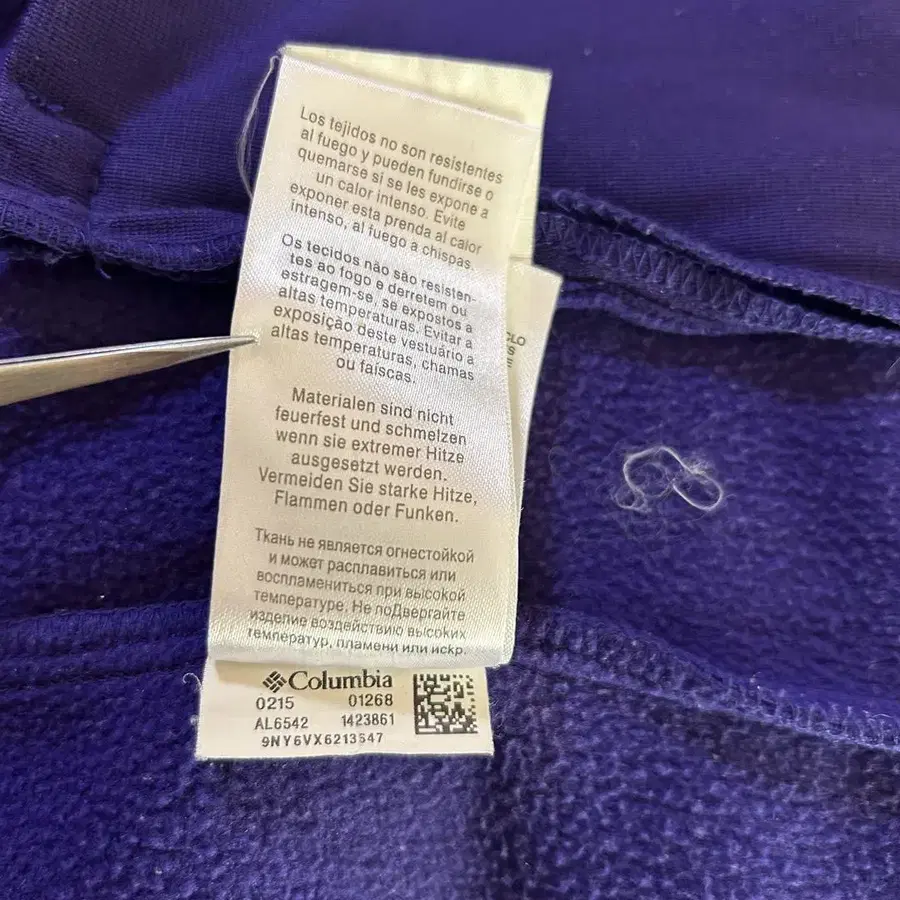 Los tejidos no son resistentes
al fuego y pueden fundirse o
quemarse si se les expone a
un calor intenso. Evite
exponer esta prenda al calor
intenso, al fuego a chispas.
Os tecidos não são resisten-
tes ao fogo e derretem ou
estragem-se, se expostos a
altas temperaturas. Evitar a
exposição deste vestuário a
altas temperaturas, chamas
ou faíscas.
Materialen sind nicht
feuerfest und schmelzen
wenn sie extremer Hitze
ausgesetzt werden.
Vermeiden Sie starke Hitze,
Flammen oder Funken.
Ткань не является огнестойкой
и может расплавиться или
воспламениться при высокой
температуре. Не поДвергайте
изделие воздействию высоких
температур, пламени или искр.
Columbia
0215 01268
AL6542 1423861
9NY6VX6213547